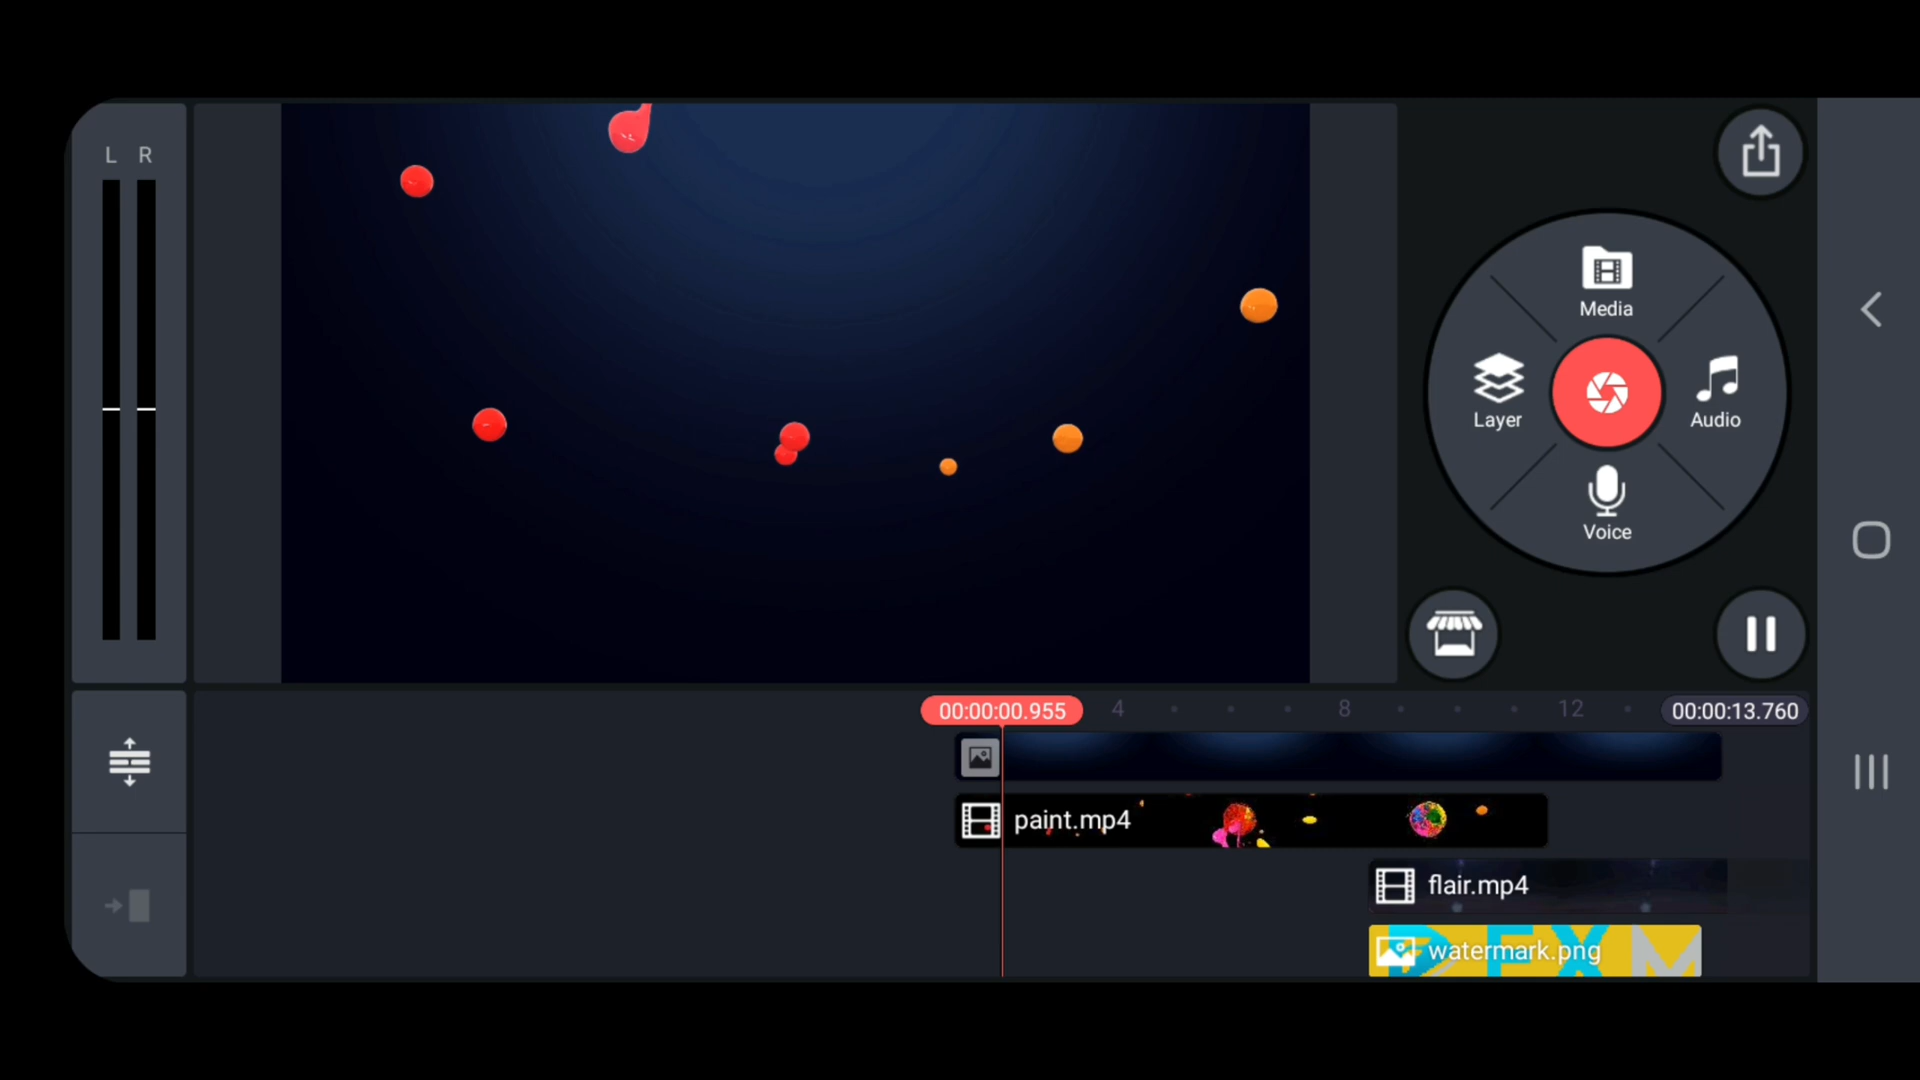 L R
Media
Layer
Audio
Voice
00:00:00.955
4
8
12
00:00:13.760
paint.mp4
flair.mp4
watermark.png